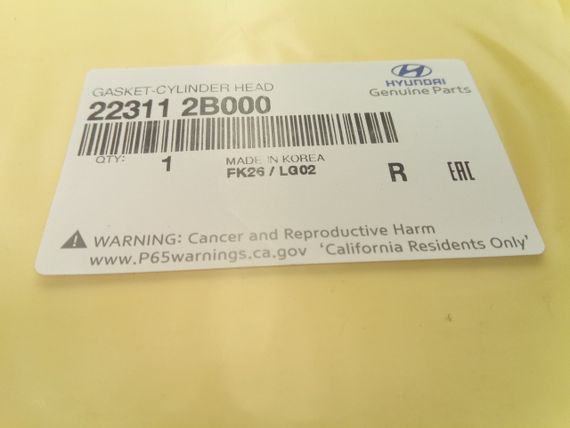 GASKET-CYLINDER HEAD
HYUNDAI
Genuine Parts
22311 2B000
QTY: 1
MADE IN KOREA
FK26 / LG02
R
EAC
WARNING: Cancer and Reproductive Harm
www.P65warnings.ca.gov 'California Residents Only'